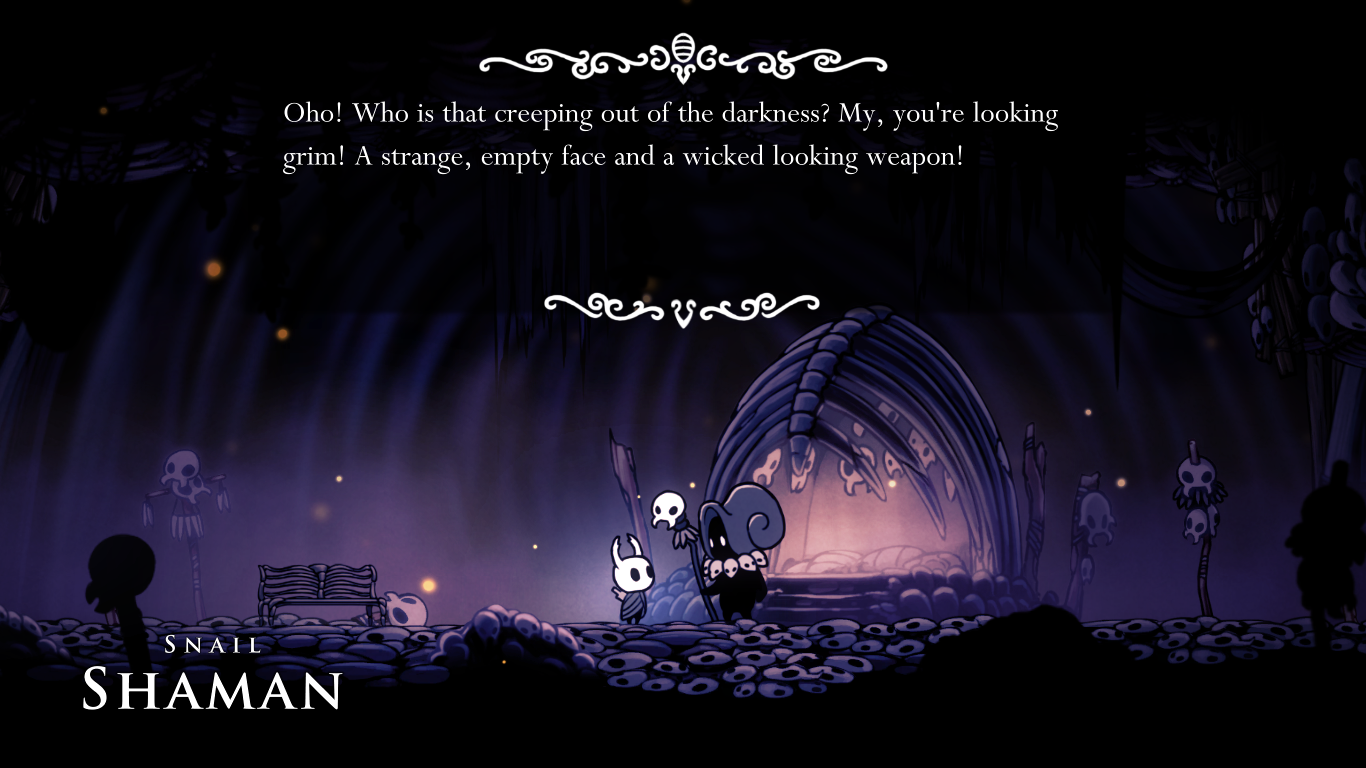 Oho! Who is that creeping out of the darkness? My, you're looking
grim! A strange, empty face and a wicked looking weapon!
Snail
Shaman